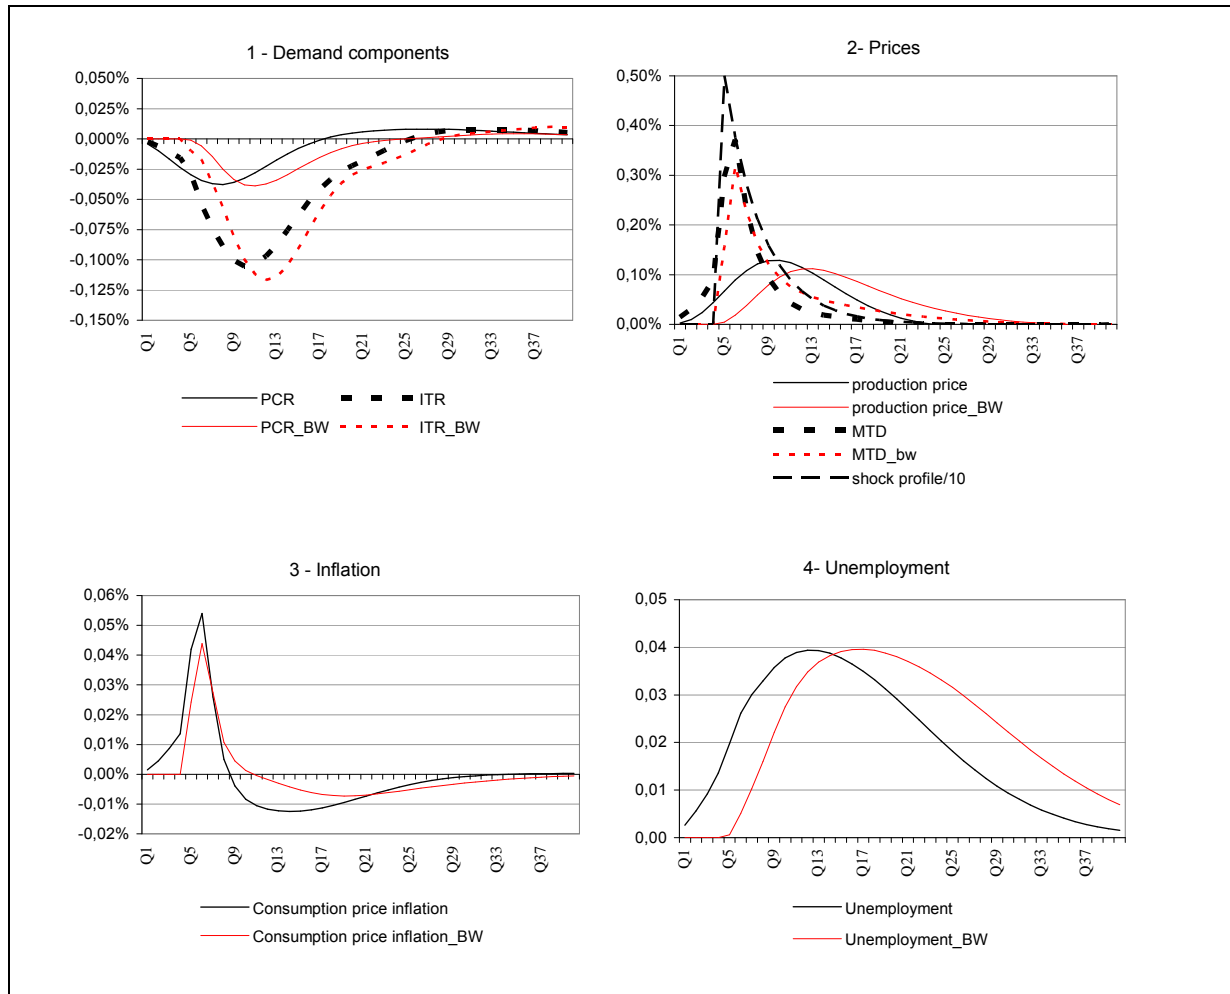 1 - Demand components
0,050%
0,025%
0,000%
-0,025%
-0,050%
-0,075%
-0,100%
-0,125%
-0,150%
Q1
Q5
Q9
Q13
Q17
Q21
Q25
Q29
Q33
Q37
PCR
ITR
PCR_BW
ITR_BW
2- Prices
0,50%
0,40%
0,30%
0,20%
0,10%
0,00%
Q1
Q5
Q9
Q13
Q17
Q21
Q25
Q29
Q33
Q37
production price
production price_BW
MTD
MTD_bw
shock profile/10
3 - Inflation
0,06%
0,05%
0,04%
0,03%
0,02%
0,01%
0,00%
-0,01%
-0,02%
Q1
Q5
Q9
Q13
Q17
Q21
Q25
Q29
Q33
Q37
Consumption price inflation
Consumption price inflation_BW
4- Unemployment
0,05
0,04
0,03
0,02
0,01
0,00
Q1
Q5
Q9
Q13
Q17
Q21
Q25
Q29
Q33
Q37
Unemployment
Unemployment_BW